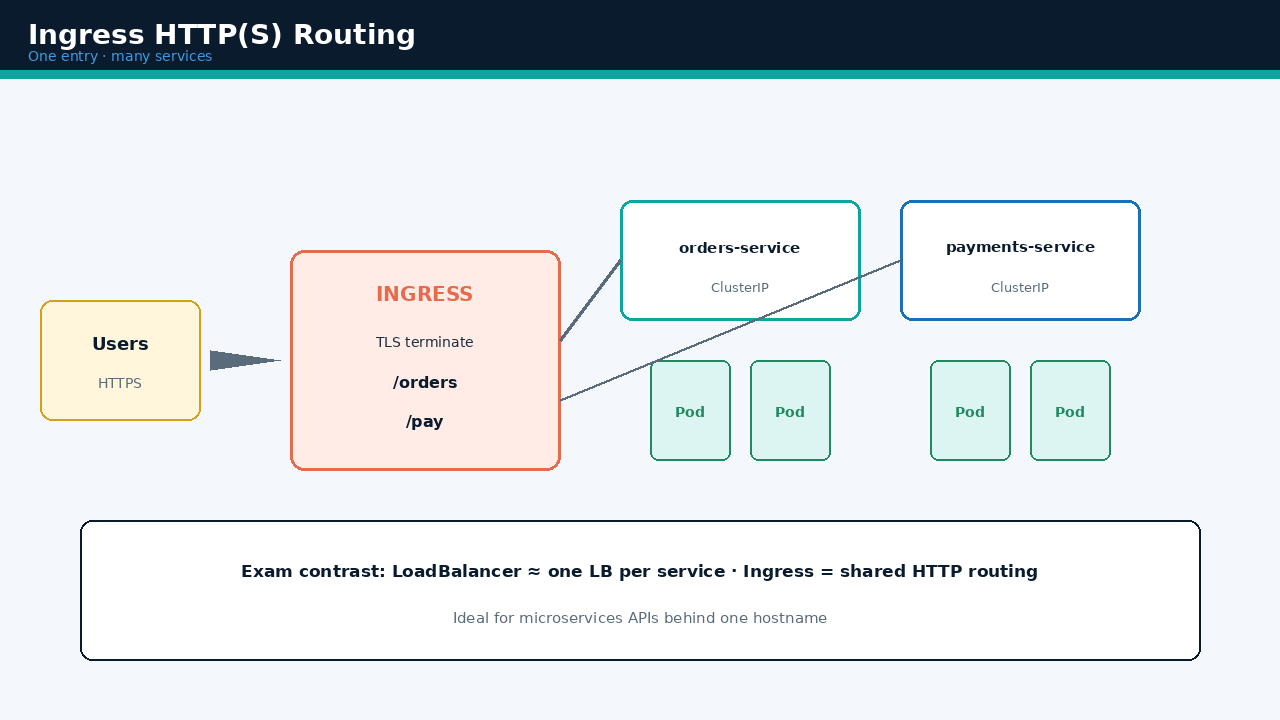 Ingress HTTP(S) Routing
One entry · many services
Users
HTTPS
INGRESS
TLS terminate
/orders
/pay
orders-service
ClusterIP
payments-service
ClusterIP
Pod
Pod
Pod
Pod
Exam contrast: LoadBalancer ≈ one LB per service · Ingress = shared HTTP routing
Ideal for microservices APIs behind one hostname